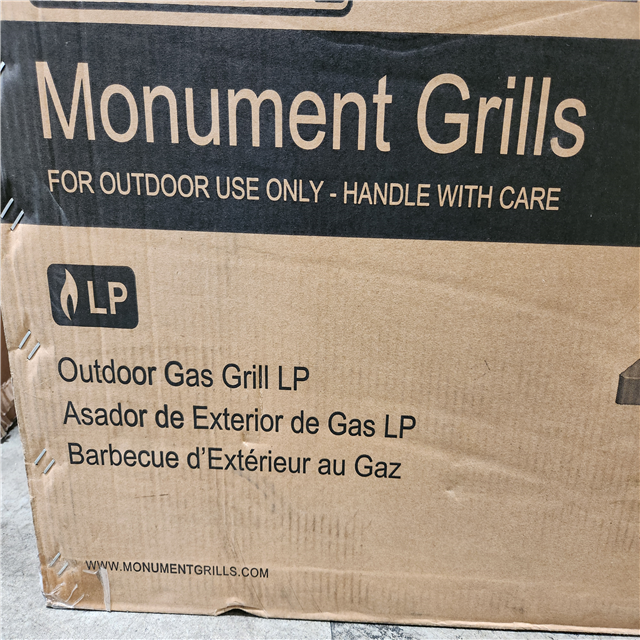 Monument Grills
FOR OUTDOOR USE ONLY - HANDLE WITH CARE
LP
Outdoor Gas Grill LP
Asador de Exterior de Gas LP
Barbecue d'Extérieur au Gaz
WWW.MONUMENTGRILLS.COM